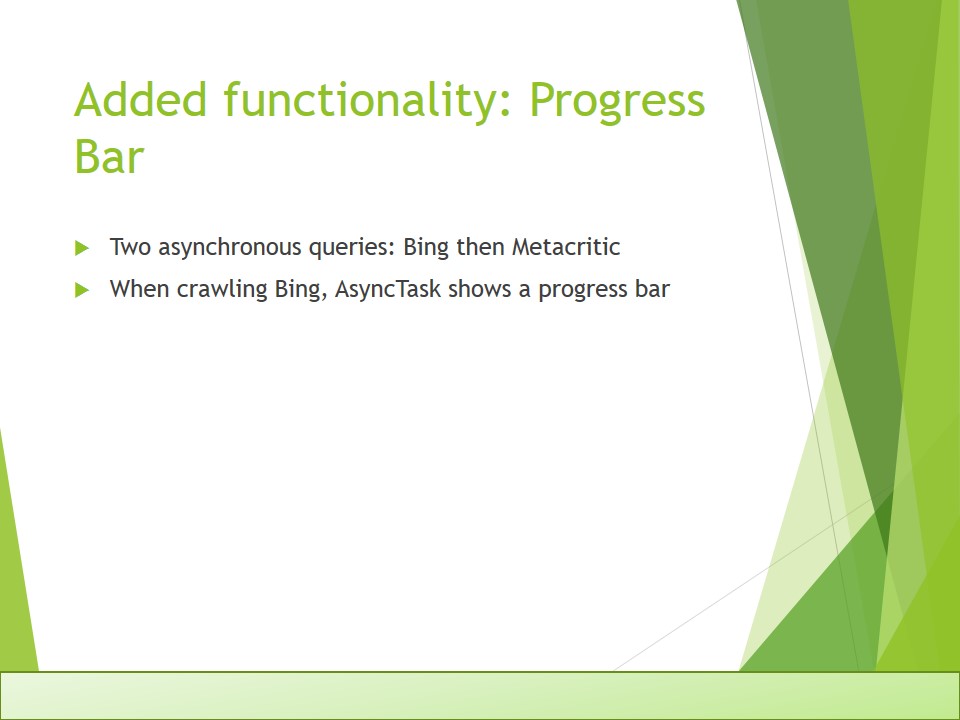 Added functionality: Progress
Bar
Two asynchronous queries: Bing then Metacritic
When crawling Bing, AsyncTask shows a progress bar